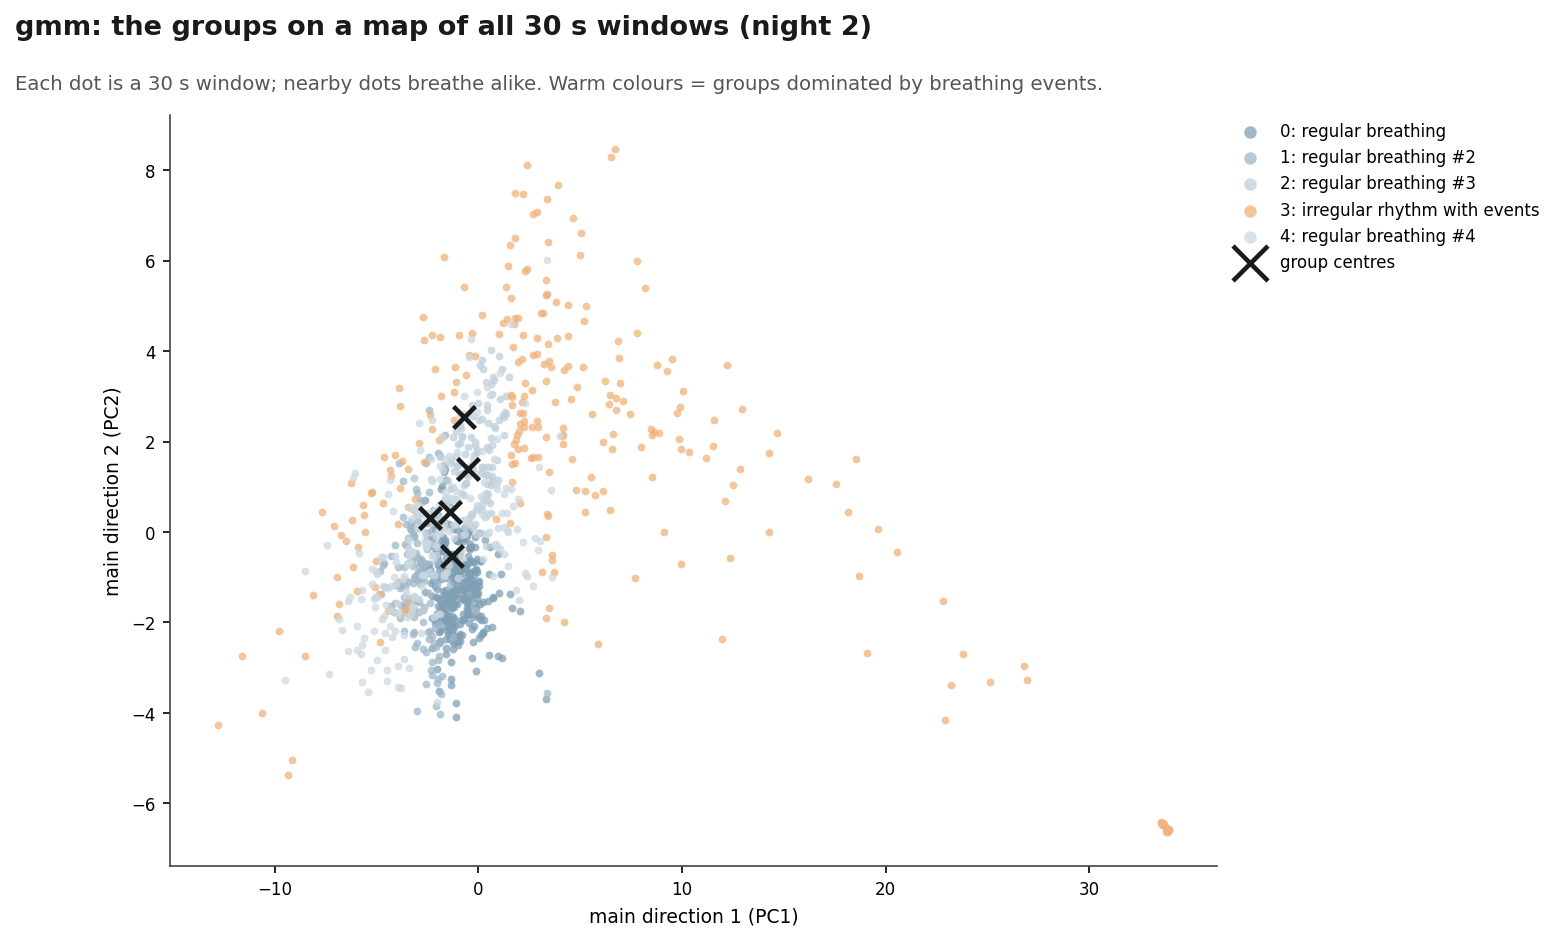 gmm: the groups on a map of all 30 s windows (night 2)
Each dot is a 30 s window; nearby dots breathe alike. Warm colours = groups dominated by breathing events.
0: regular breathing
1: regular breathing #2
2: regular breathing #3
3: irregular rhythm with events
4: regular breathing #4
group centres
main direction 2 (PC2)
8
6
4
2
0
−2
−4
−6
−10
0
10
20
30
main direction 1 (PC1)